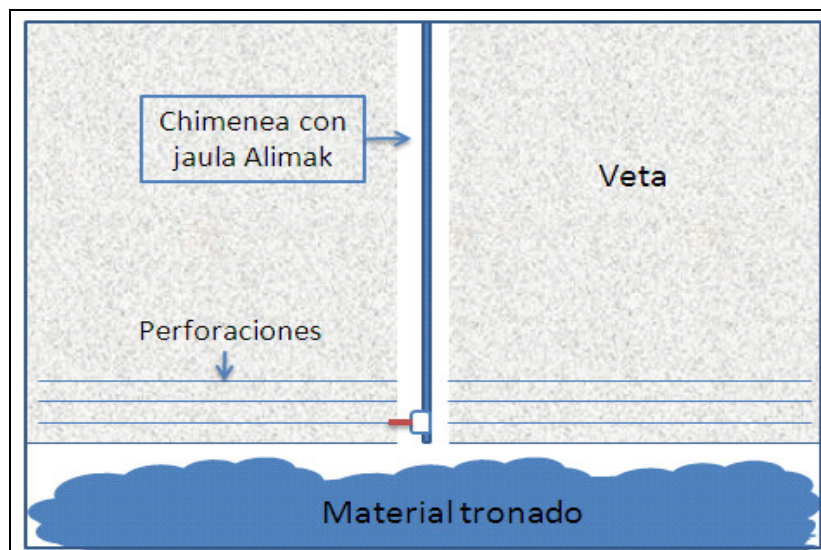 Chimenea con
jaula Alimak
Veta
Perforaciones
Material tronado